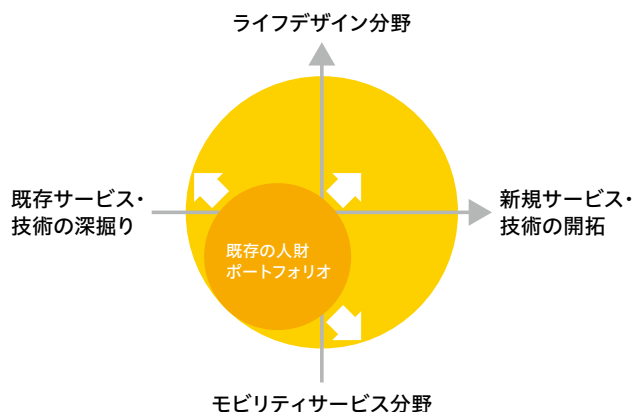 ライフデザイン分野
既存サービス・
技術の深掘り
新規サービス・
技術の開拓
既存の人財
ポートフォリオ
モビリティサービス分野